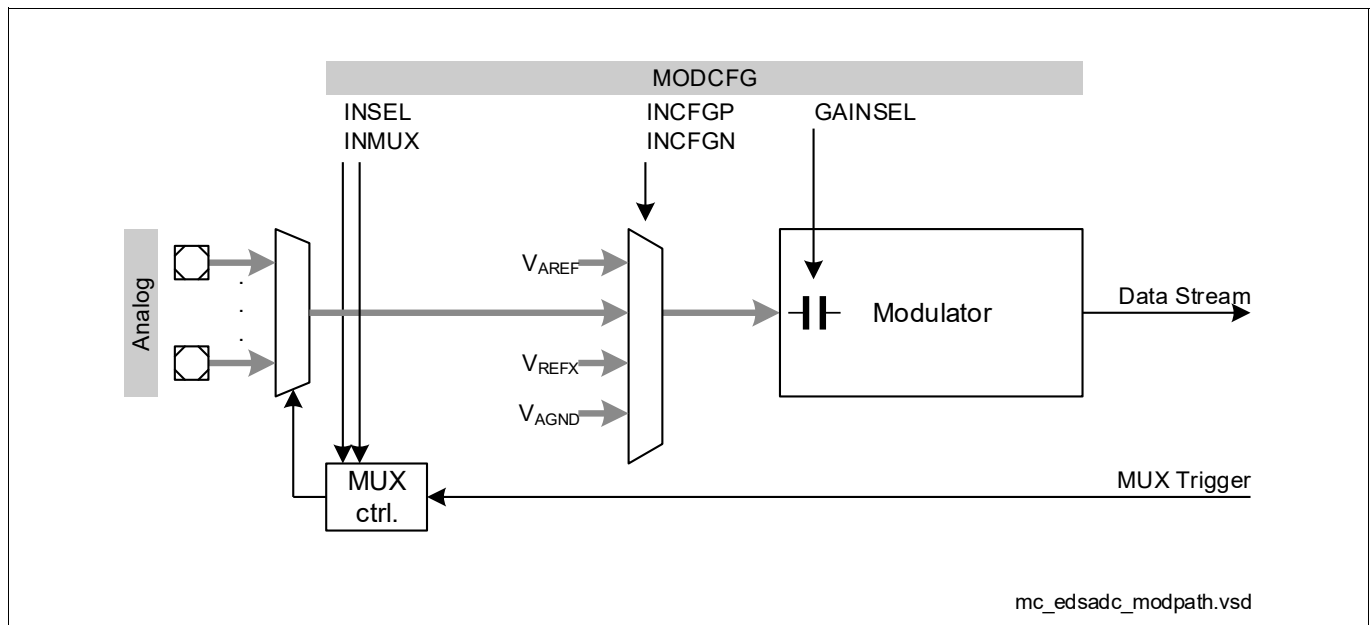 MODCFG
INSEL
INMUX
INCFGP
INCFGN
GAINSEL
Analog
VAREF
VREFX
VAGND
Modulator
Data Stream
MUX
ctrl.
MUX Trigger
mc_edsadc_modpath.vsd